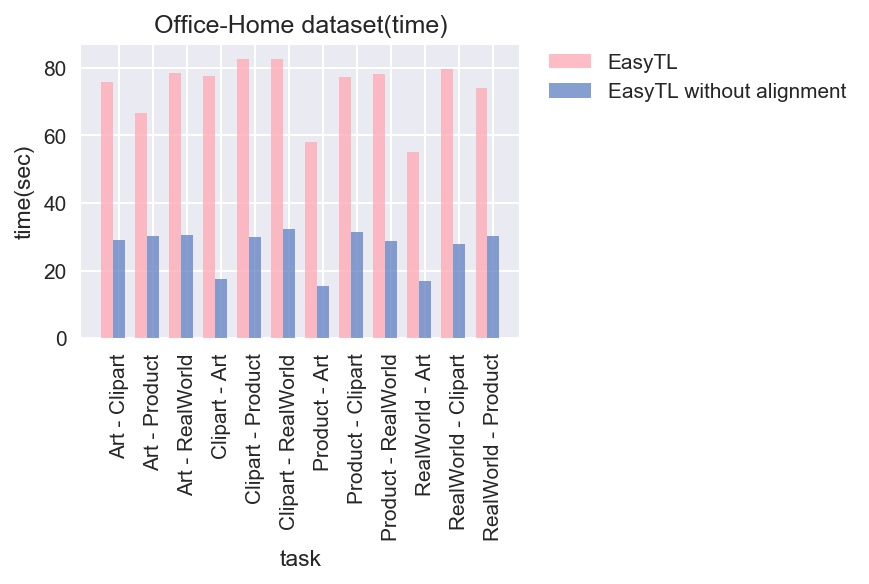 Office-Home dataset(time)
EasyTL
EasyTL without alignment
time(sec)
80
60
40
20
0
Art - Clipart
Art - Product
Art - RealWorld
Clipart - Art
Clipart - Product
Clipart - RealWorld
Product - Art
Product - Clipart
Product - RealWorld
RealWorld - Art
RealWorld - Clipart
RealWorld - Product
task